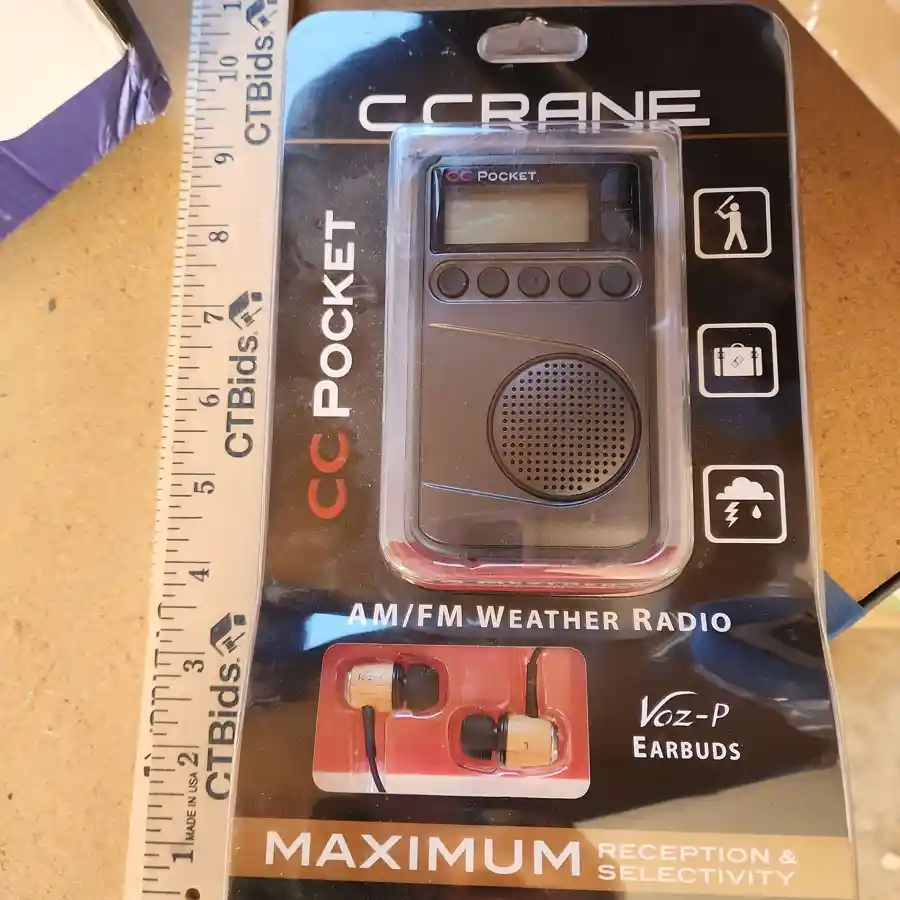 C CRANE
CC POCKET
CC POCKET
AM/FM WEATHER RADIO
Voz-P
VOZ-P
EARBUDS
L
MAXIMUM
RECEPTION &
SELECTIVITY
CTBids
CTBids
CTBids
MADE IN USA
10
9
8
7
6
5
4
3
2
1